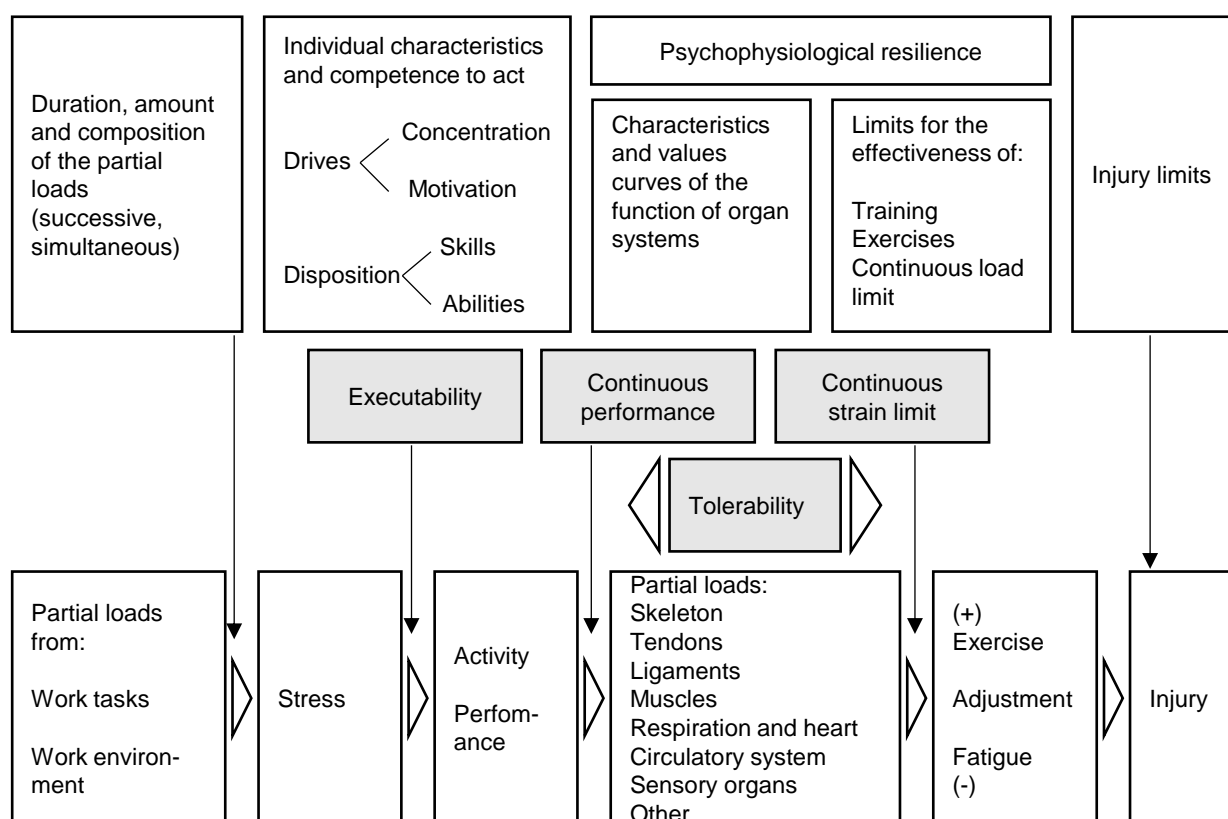 Duration, amount
and composition
of the partial
loads
(successive,
simultaneous)
Individual characteristics
and competence to act
Drives
Concentration
Motivation
Disposition
Skills
Abilities
Psychophysiological resilience
Characteristics
and values
curves of the
function of organ
systems
Limits for the
effectiveness of:
Training
Exercises
Continuous load
limit
Injury limits
Executability
Continuous
performance
Continuous
strain limit
Tolerability
Partial loads
from:
Work tasks
Work environ-
ment
Stress
Activity
Perfom-
ance
Partial loads:
Skeleton
Tendons
Ligaments
Muscles
Respiration and heart
Circulatory system
Sensory organs
Other
(+)
Exercise
Adjustment
Fatigue
(-)
Injury